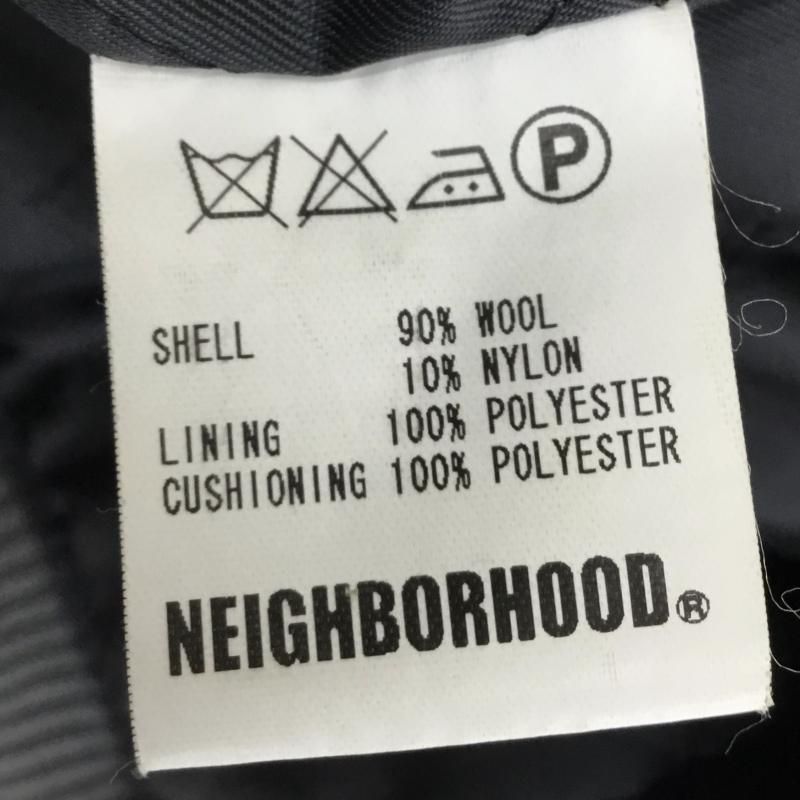 P
SHELL 90% WOOL
10% NYLON
LINING 100% POLYESTER
CUSHIONING 100% POLYESTER
NEIGHBORHOOD®